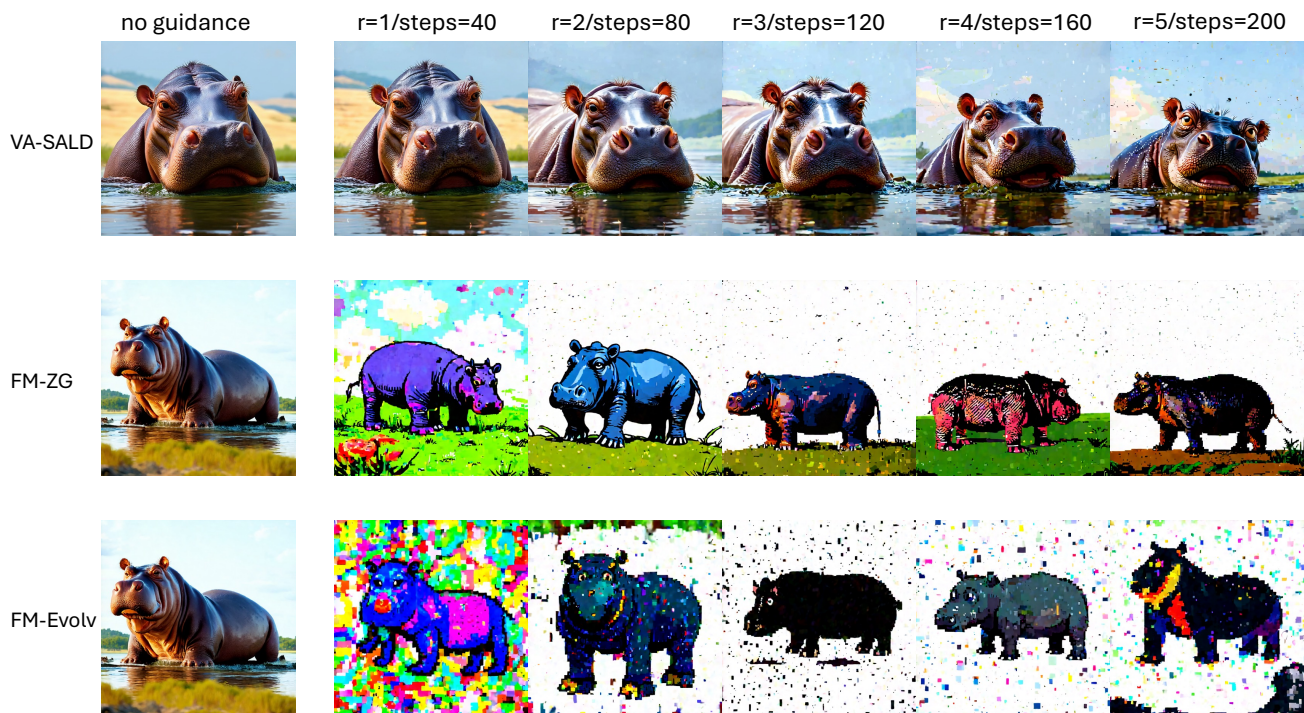 no guidance
r=1/steps=40
r=2/steps=80
r=3/steps=120
r=4/steps=160
r=5/steps=200
VA-SALD
FM-ZG
FM-Evolv